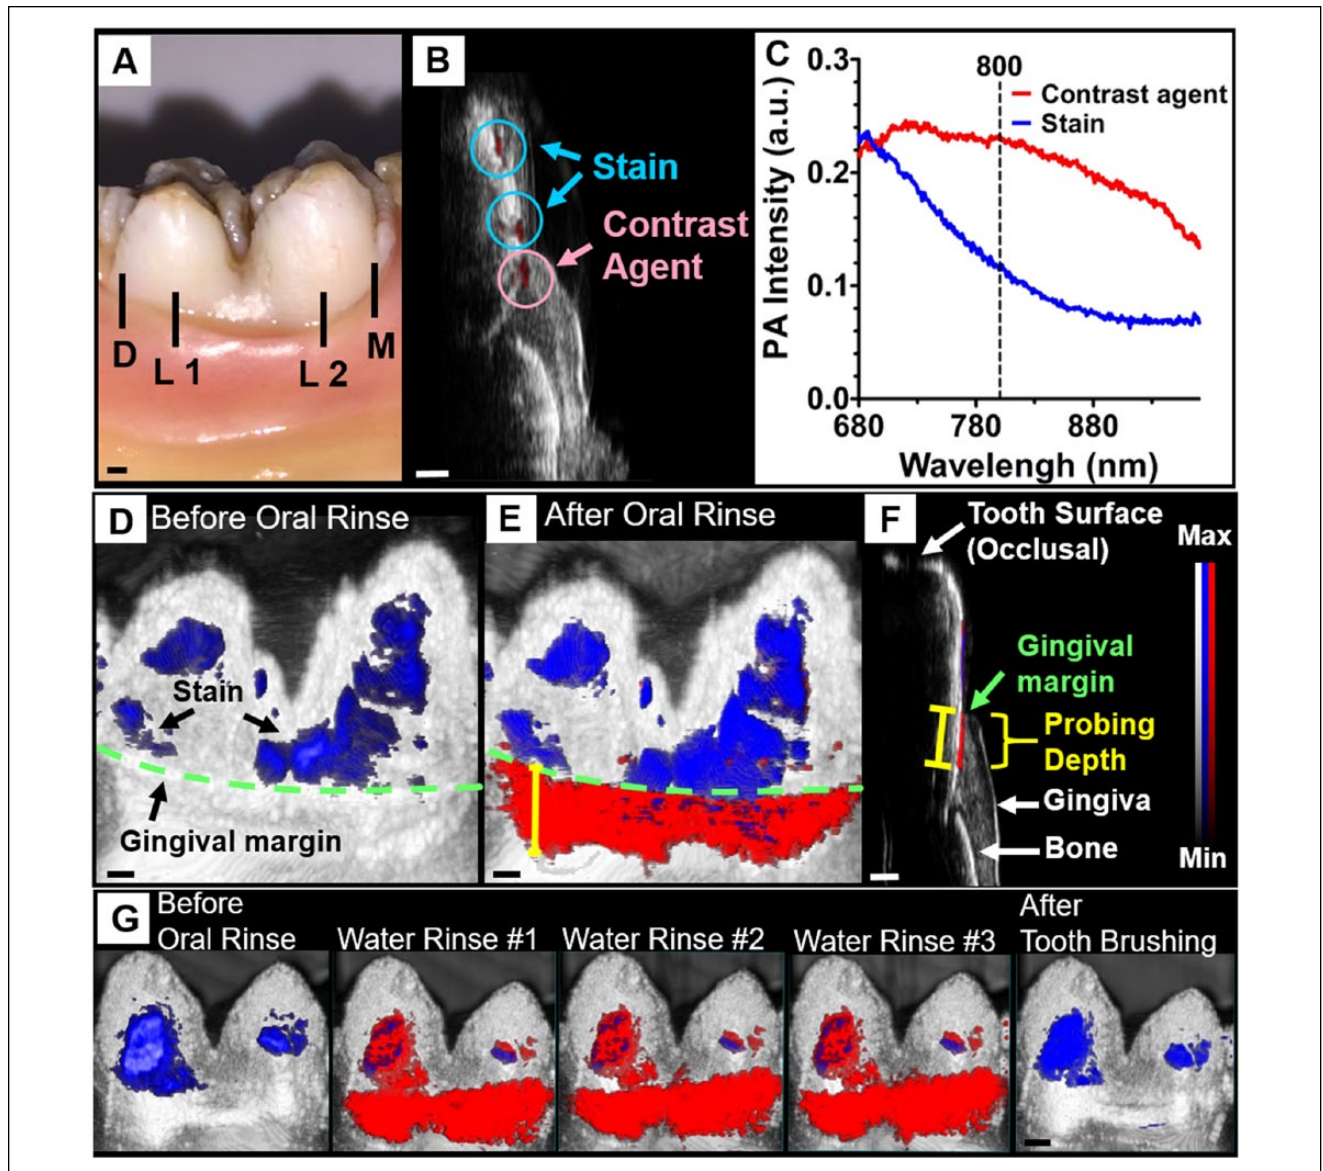 A
D
L 1
L 2
M
B
Stain
Contrast
Agent
C
0.3
0.2
0.1
0.0
PA Intensity (a.u.)
800
Contrast agent
Stain
680
780
880
Wavelengh (nm)
D
Before Oral Rinse
Stain
Gingival margin
E
After Oral Rinse
F
Tooth Surface
(Occlusal)
Gingival
margin
Probing
Depth
Gingiva
Bone
Max
Min
G
Before
Oral Rinse
Water Rinse #1
Water Rinse #2
Water Rinse #3
After
Tooth Brushing